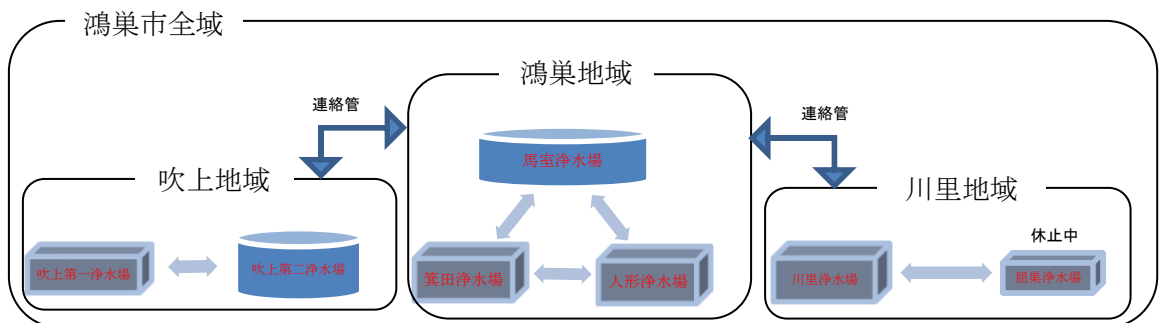 鴻巣市全域
鴻巣地域
連絡管
連絡管
馬室浄水場
吹上地域
川里地域
休止中
吹上第一浄水場
吹上第二浄水場
箕田浄水場
人形浄水場
川里浄水場
屈巣浄水場